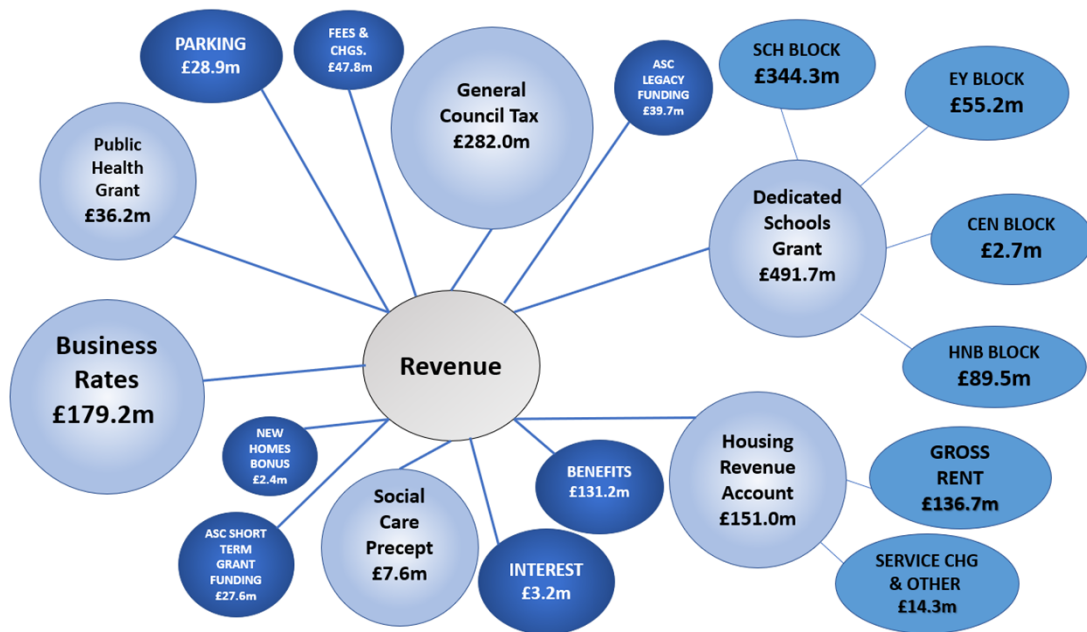 PARKING
£28.9m
FEES &
CHGS.
£47.8m
General
Council Tax
£282.0m
ASC
LEGACY
FUNDING
£39.7m
SCH BLOCK
£344.3m
EY BLOCK
£55.2m
Public
Health
Grant
£36.2m
Dedicated
Schools
Grant
£491.7m
CEN BLOCK
£2.7m
HNB BLOCK
£89.5m
Business
Rates
£179.2m
Revenue
NEW
HOMES
BONUS
£2.4m
ASC SHORT
TERM
GRANT
FUNDING
£27.6m
Social
Care
Precept
£7.6m
INTEREST
£3.2m
BENEFITS
£131.2m
Housing
Revenue
Account
£151.0m
GROSS
RENT
£136.7m
SERVICE CHG
& OTHER
£14.3m